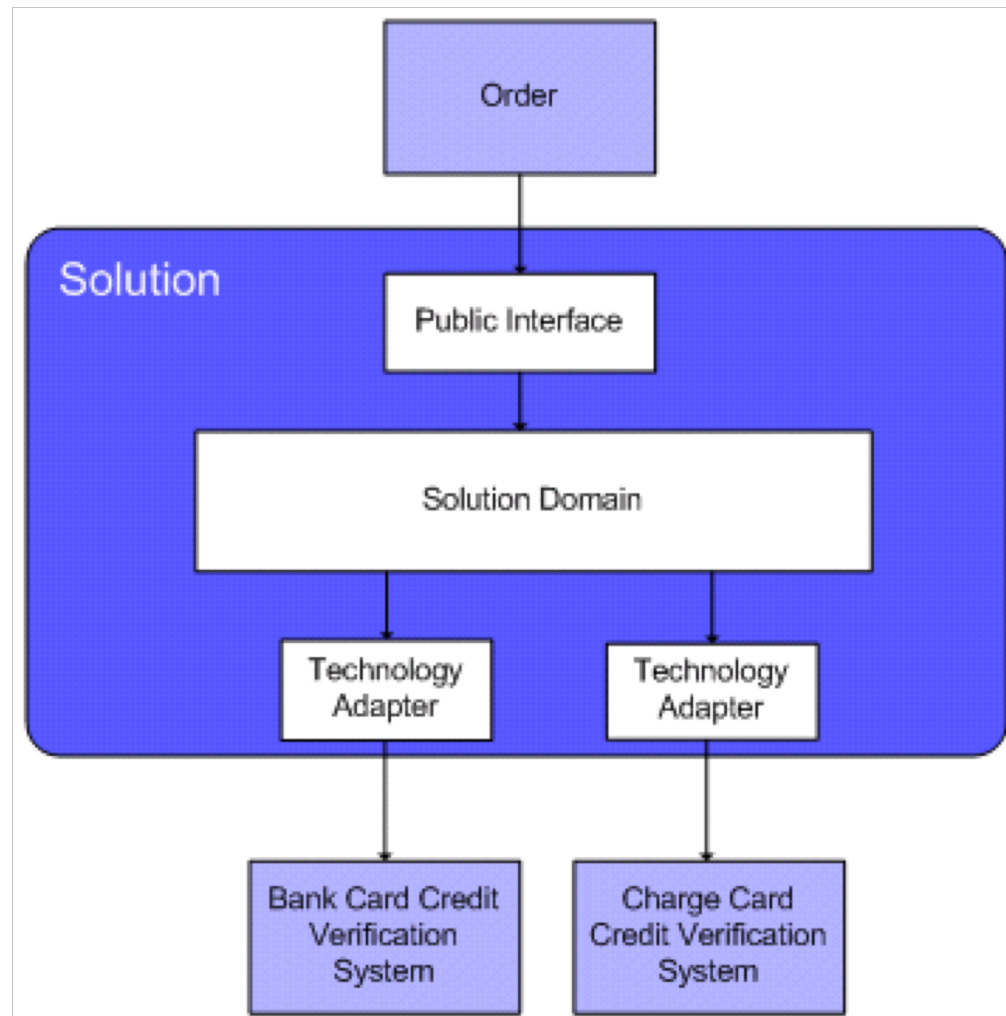 Order
Solution
Public Interface
Solution Domain
Technology
Adapter
Technology
Adapter
Bank Card Credit
Verification
System
Charge Card
Credit Verification
System